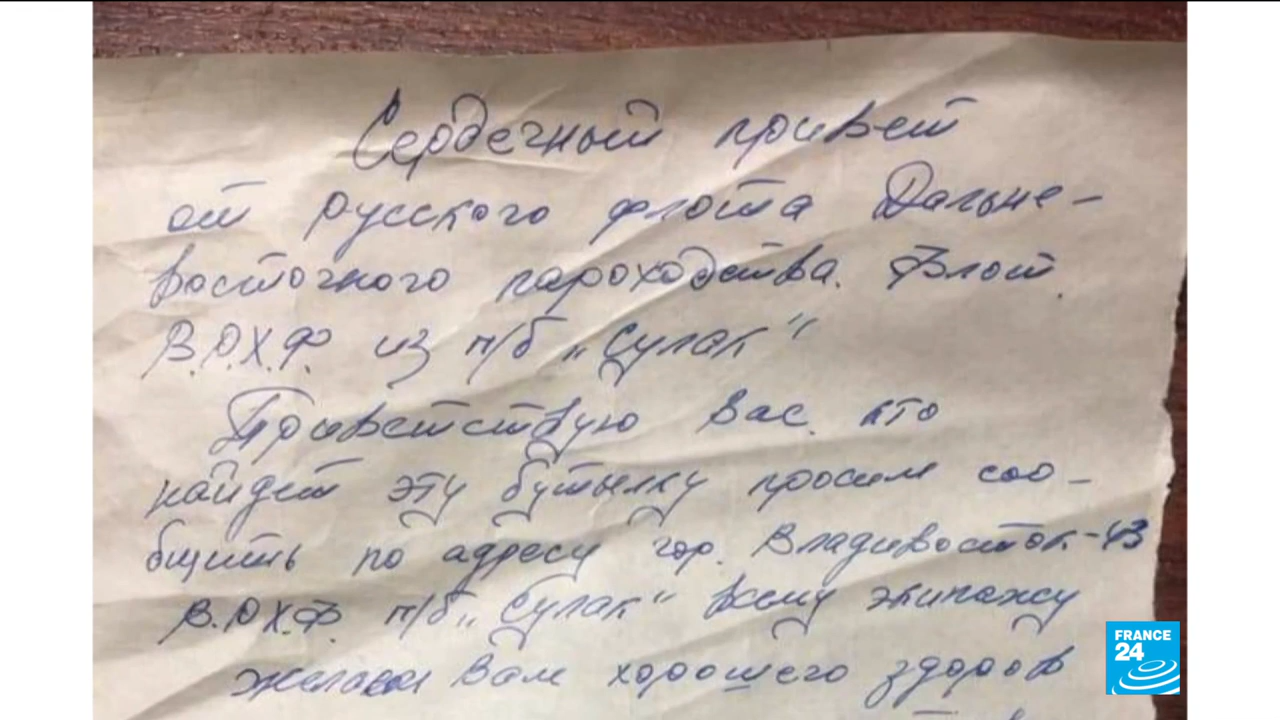 Сердечный привет
от русского флота Дальне-
восточного пароходства. Флот.
В.Р.Х.Ф. из п/б „Сулак"
Приветствую вас. кто
найдет эту бутылку просим соо-
бщить по адресу гор. Владивосток-43
В.Р.Х.Ф. п/б „Сулак" всему экипажу
желаем Вам хорошего здоров
FRANCE
24